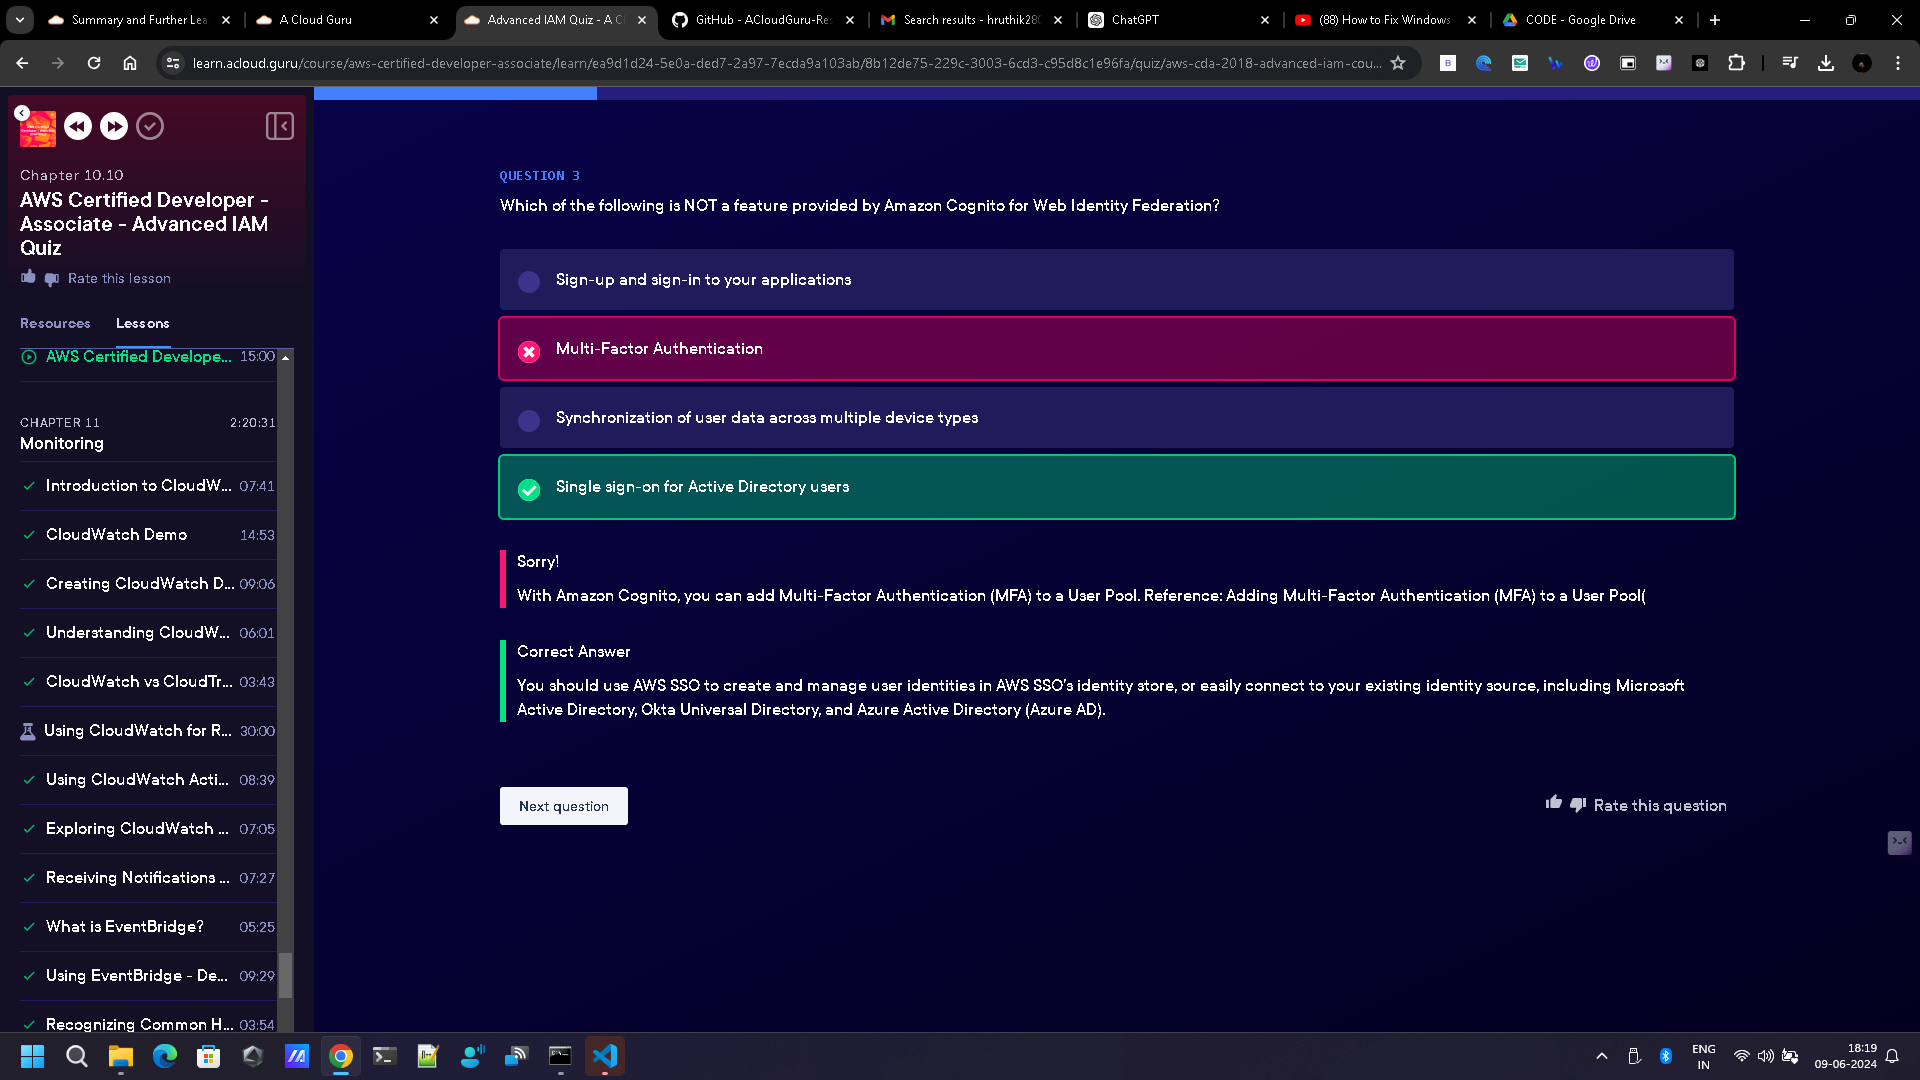 Summary and Further Lea
A Cloud Guru
Advanced IAM Quiz - A Cl
GitHub - ACloudGuru-Res
Search results - hruthik280
ChatGPT
(88) How to Fix Windows
CODE - Google Drive
learn.acloud.guru/course/aws-certified-developer-associate/learn/ea9d1d24-5e0a-ded7-2a97-7ecda9a103ab/8b12de75-229c-3003-6cd3-c95d8c1e96fa/quiz/aws-cda-2018-advanced-iam-cou...
Chapter 10.10
AWS Certified Developer -
Associate - Advanced IAM
Quiz
Rate this lesson
Resources
Lessons
AWS Certified Develope... 15:00
CHAPTER 11 2:20:31
Monitoring
Introduction to CloudW... 07:41
CloudWatch Demo 14:53
Creating CloudWatch D... 09:06
Understanding CloudW... 06:01
CloudWatch vs CloudTr... 03:43
Using CloudWatch for R... 30:00
Using CloudWatch Acti... 08:39
Exploring CloudWatch ... 07:05
Receiving Notifications ... 07:27
What is EventBridge? 05:25
Using EventBridge - De... 09:29
Recognizing Common H... 03:54
QUESTION 3
Which of the following is NOT a feature provided by Amazon Cognito for Web Identity Federation?
Sign-up and sign-in to your applications
Multi-Factor Authentication
Synchronization of user data across multiple device types
Single sign-on for Active Directory users
Sorry!
With Amazon Cognito, you can add Multi-Factor Authentication (MFA) to a User Pool. Reference: Adding Multi-Factor Authentication (MFA) to a User Pool(
Correct Answer
You should use AWS SSO to create and manage user identities in AWS SSO's identity store, or easily connect to your existing identity source, including Microsoft
Active Directory, Okta Universal Directory, and Azure Active Directory (Azure AD).
Next question
Rate this question
ENG
IN
18:19
09-06-2024